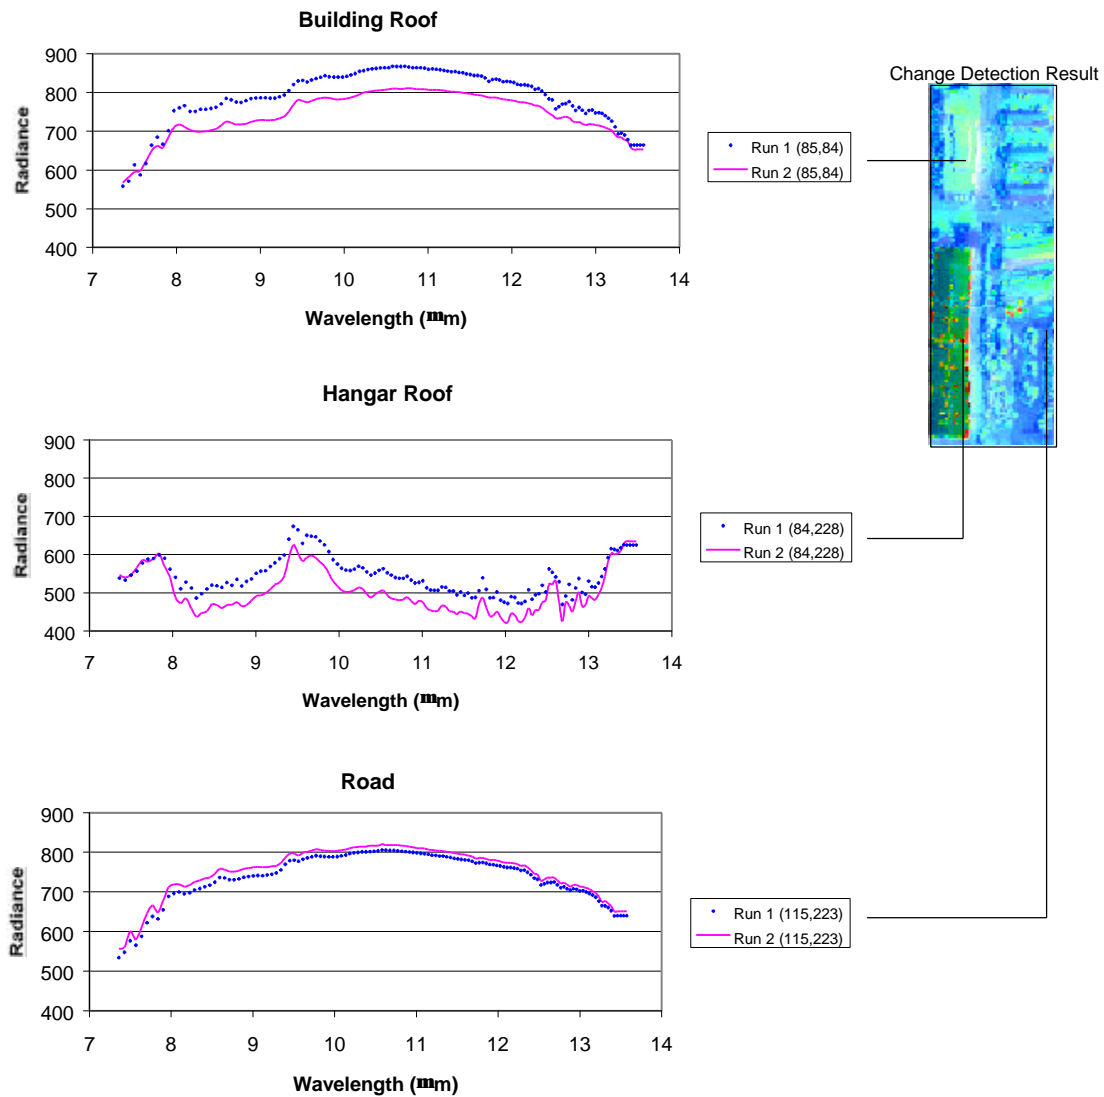 Building Roof
900
800
700
600
500
400
Radiance
7 8 9 10 11 12 13 14
Wavelength (mm)
Run 1 (85,84)
Run 2 (85,84)
Change Detection Result
Hangar Roof
900
800
700
600
500
400
Radiance
7 8 9 10 11 12 13 14
Wavelength (mm)
Run 1 (84,228)
Run 2 (84,228)
Road
900
800
700
600
500
400
Radiance
7 8 9 10 11 12 13 14
Wavelength (mm)
Run 1 (115,223)
Run 2 (115,223)